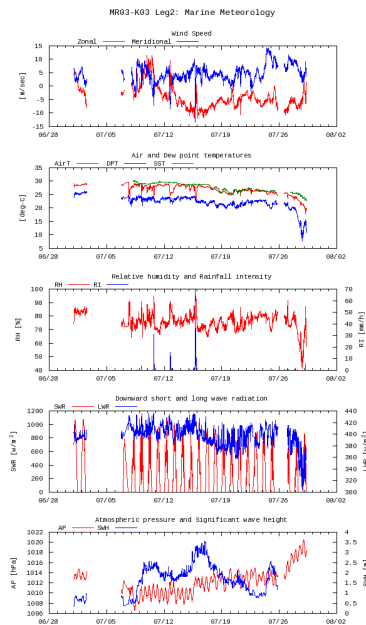 MR03-K03 Leg2: Marine Meteorology
Wind Speed
Zonal Meridional
[m/sec]
15
10
5
0
-5
-10
-15
06/28 07/05 07/12 07/19 07/26 08/02
Air and Dew point temperatures
AirT DPT SST
[deg-C]
35
30
25
20
15
10
5
06/28 07/05 07/12 07/19 07/26 08/02
Relative humidity and Rainfall intensity
RH RI
RH [%]
100
90
80
70
60
50
40
70
60
50
40
30
20
10
0
RI [mm/h]
06/28 07/05 07/12 07/19 07/26 08/02
Downward short and long wave radiation
SWR LWR
SWR [w/m2]
1200
1000
800
600
400
200
0
440
420
400
380
360
340
320
300
06/28 07/05 07/12 07/19 07/26 08/02
Atmospheric pressure and Significant wave height
AP SWH
AP [hPa]
1022
1020
1018
1016
1014
1012
1010
1008
1006
4
3.5
3
2.5
2
1.5
1
0.5
0
06/28 07/05 07/12 07/19 07/26 08/02